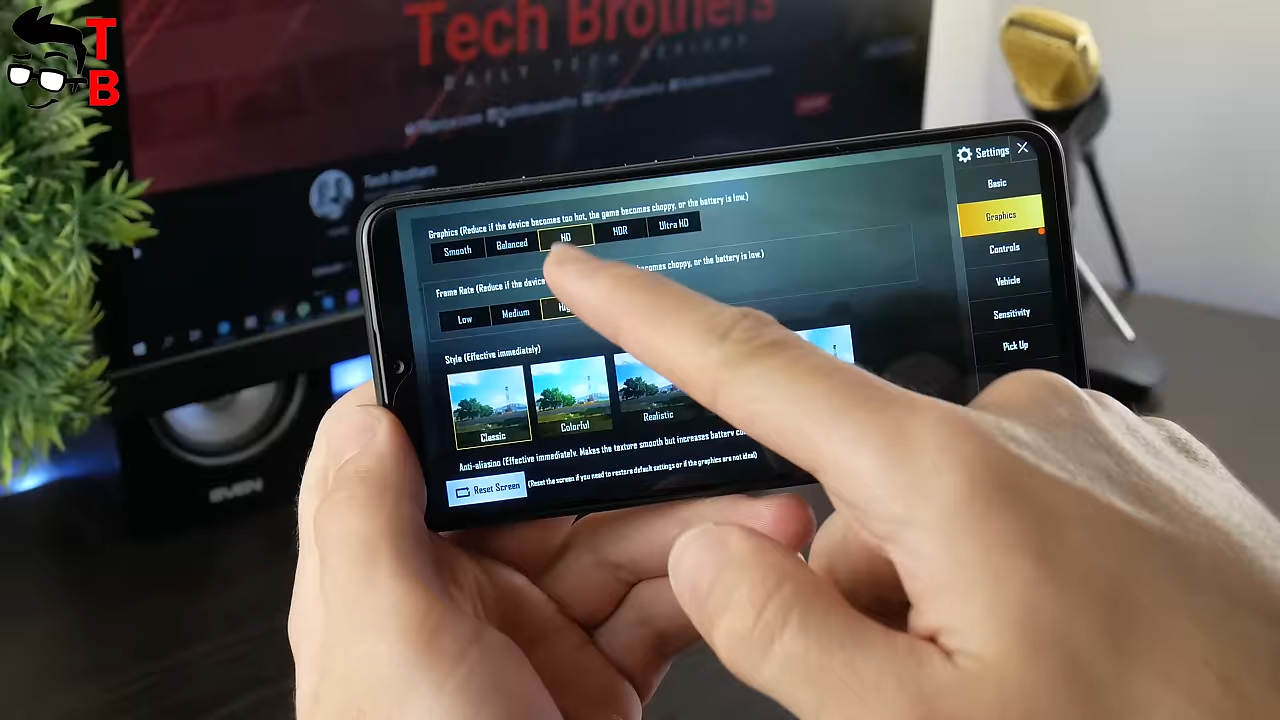 T
B
Tech Brothers
DAILY TECH REVIEWS
Tech Brothers
Settings
Basic
Graphics
Controls
Vehicle
Sensitivity
Pick Up
Graphics (Reduce if the device becomes too hot, the game becomes choppy, or the battery is low.)
Smooth Balanced HD HDR Ultra HD
Frame Rate (Reduce if the device becomes choppy, or the battery is low.)
Low Medium
Style (Effective immediately)
Classic Colorful Realistic
Anti-aliasing (Effective immediately. Makes the texture smooth but increases battery
Reset Screen (Reset the screen if you need to restore default settings or if the graphics are not ideal)
SVEN